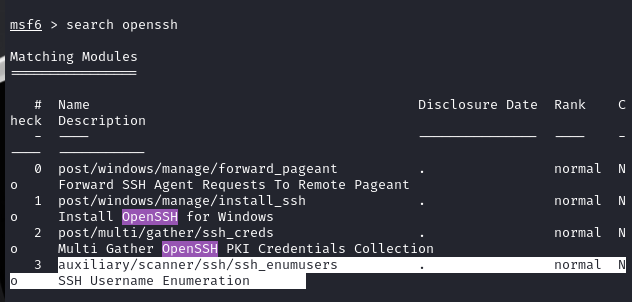 msf6 > search openssh
Matching Modules
================
# Name Disclosure Date Rank C
heck Description
- ---- --------------- ---- -
---- -----------
0 post/windows/manage/forward_pageant . normal N
o Forward SSH Agent Requests To Remote Pageant
1 post/windows/manage/install_ssh . normal N
o Install OpenSSH for Windows
2 post/multi/gather/ssh_creds . normal N
o Multi Gather OpenSSH PKI Credentials Collection
3 auxiliary/scanner/ssh/ssh_enumusers . normal N
o SSH Username Enumeration